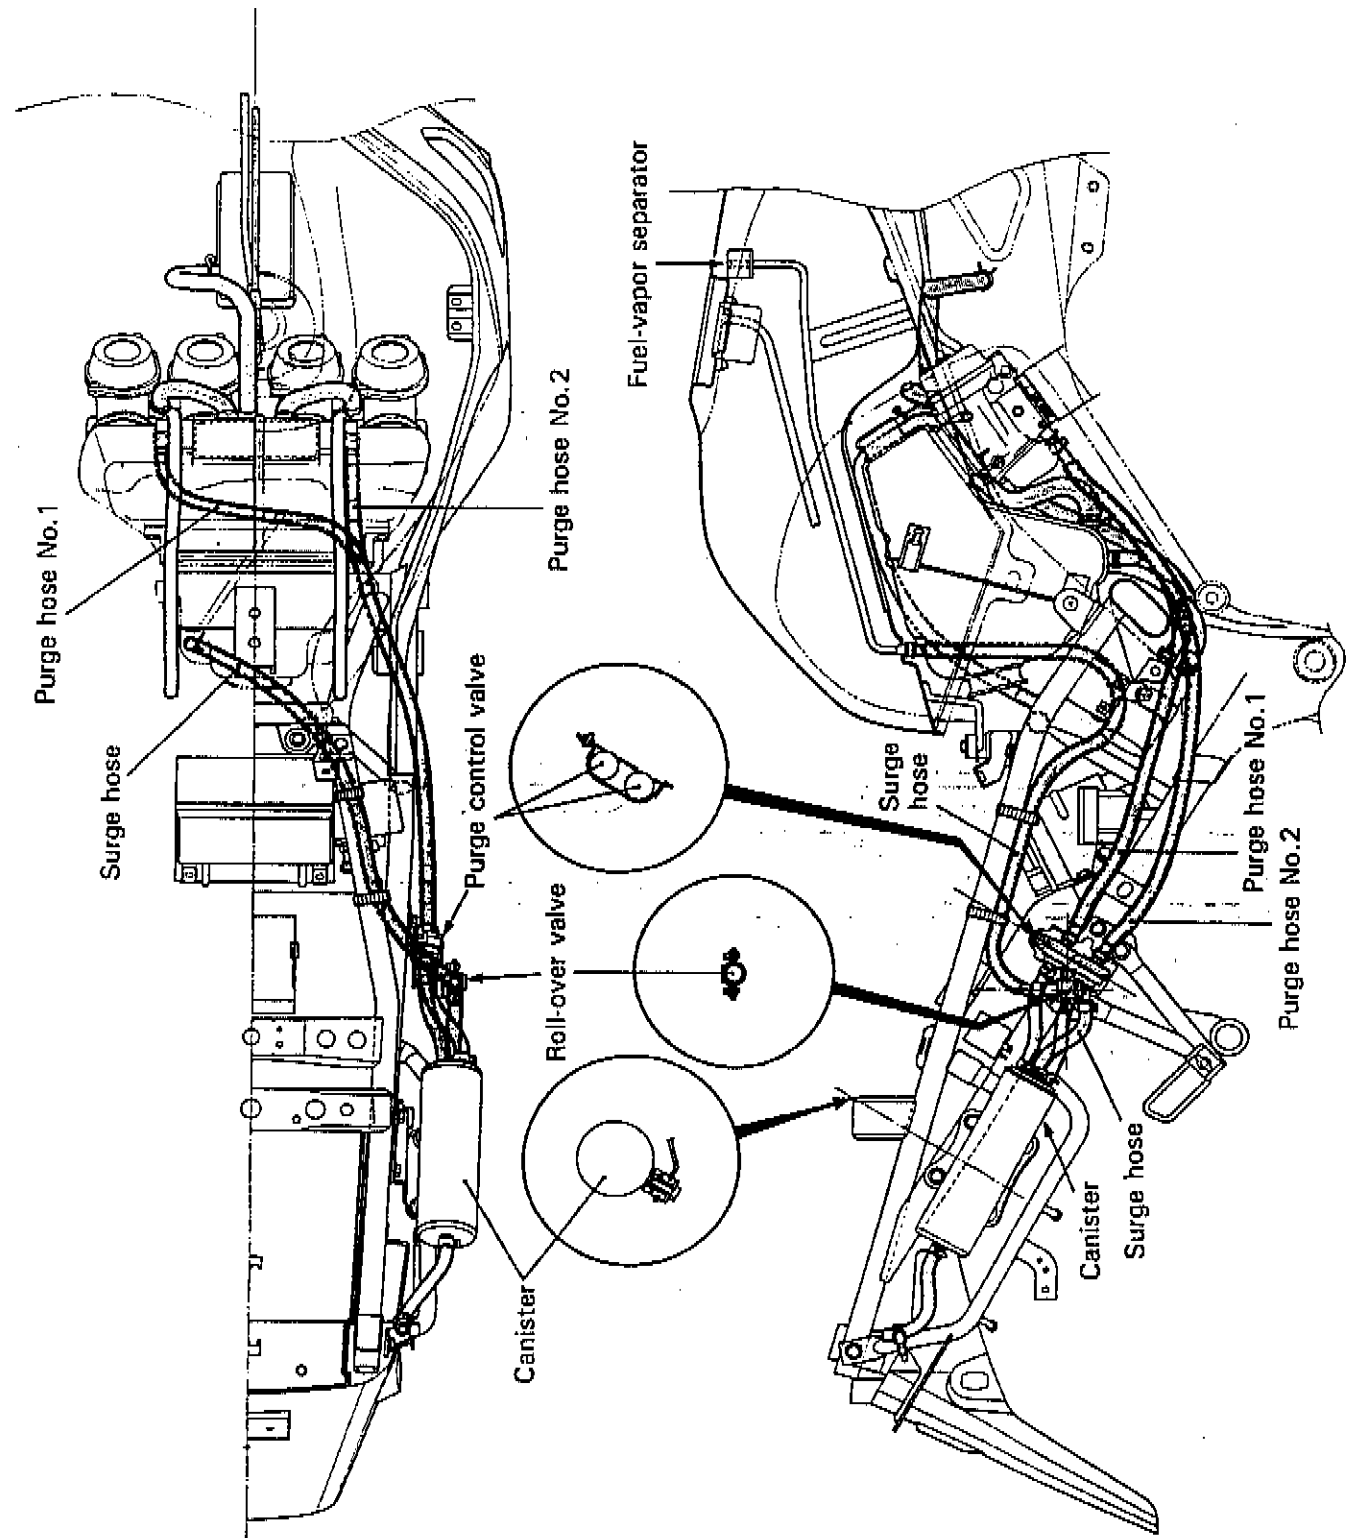 Purge hose No.1
Surge hose
Purge hose No.2
Purge control valve
Roll-over valve
Canister
Fuel-vapor separator
Surge
hose
Purge hose No.1
Purge hose No.2
Surge hose
Canister